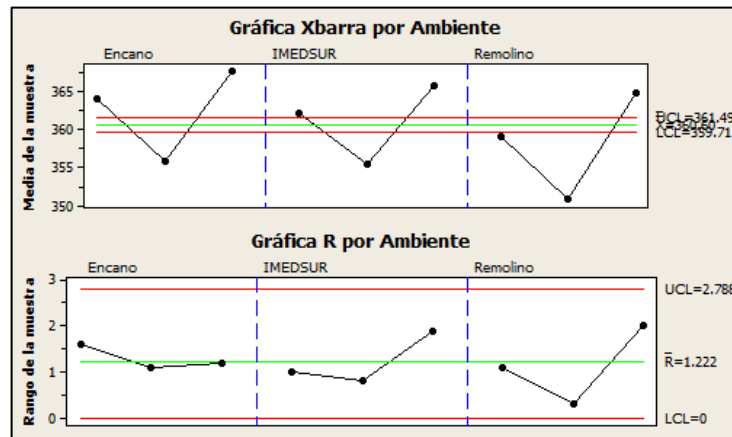 Gráfica Xbarra por Ambiente
Encano IMEDSUR Remolino
Media de la muestra
365
360
355
350
UCL=361.49
LCL=359.71
Gráfica R por Ambiente
Encano IMEDSUR Remolino
Rango de la muestra
3
2
1
0
UCL=2.788
R̄=1.222
LCL=0